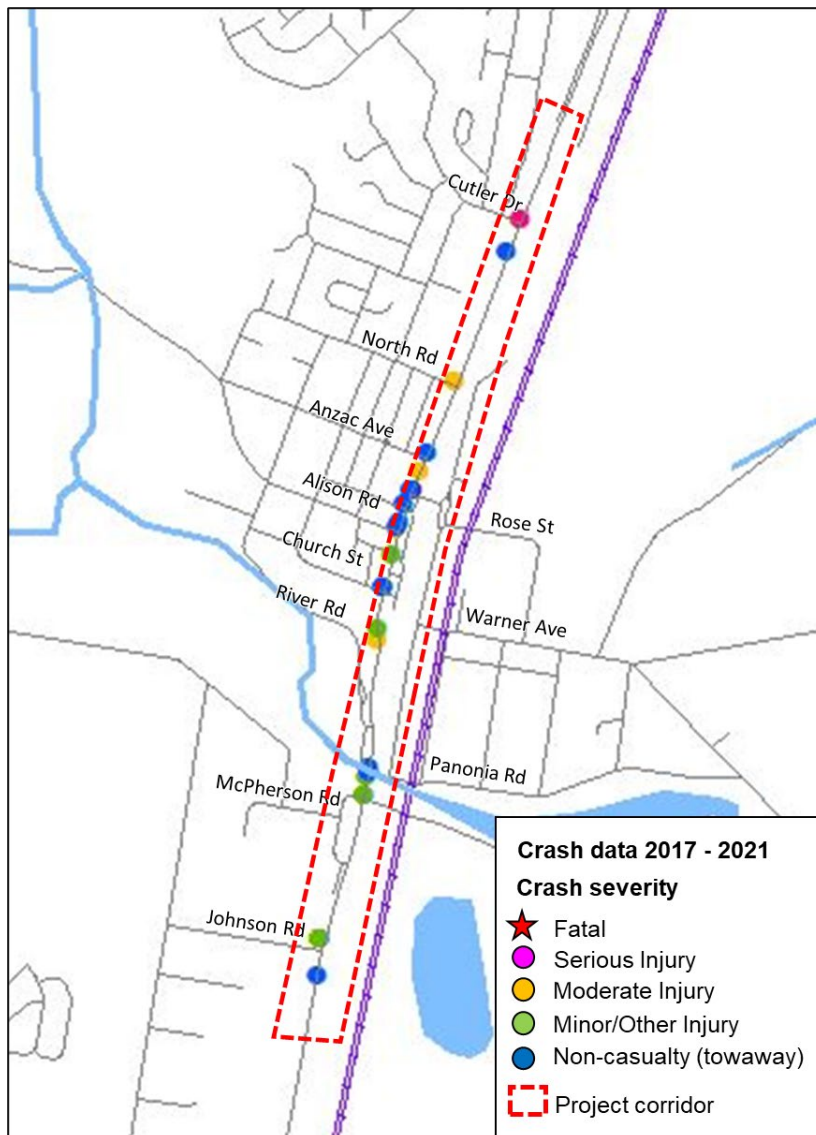 Cutler Dr
North Rd
Anzac Ave
Alison Rd
Rose St
Church St
River Rd
Warner Ave
Panonia Rd
McPherson Rd
Johnson Rd
Crash data 2017 - 2021
Crash severity
Fatal
Serious Injury
Moderate Injury
Minor/Other Injury
Non-casualty (towaway)
Project corridor